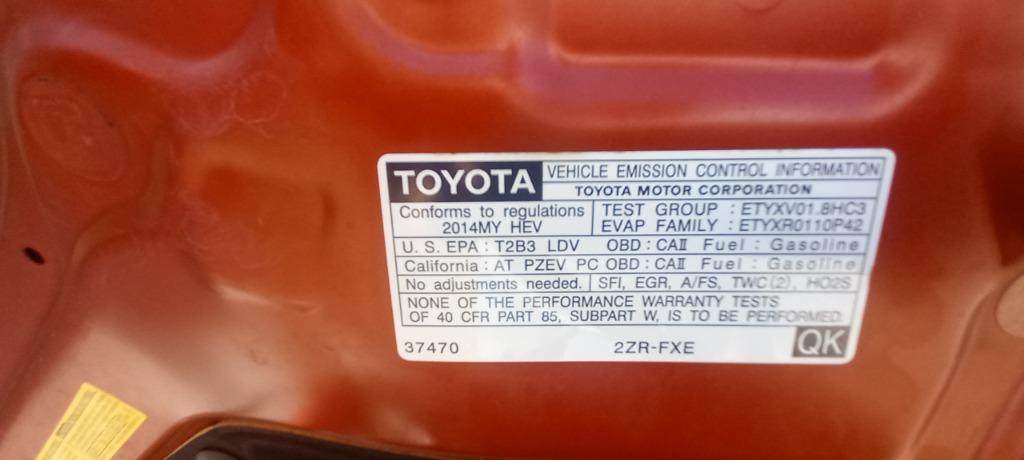 TOYOTA
VEHICLE EMISSION CONTROL INFORMATION
TOYOTA MOTOR CORPORATION
Conforms to regulations
2014MY HEV
TEST GROUP : ETYXV01.8HC3
EVAP FAMILY : ETYXR0110P42
U. S. EPA : T2B3 LDV OBD : CAⅡ Fuel : Gasoline
California : AT PZEV PC OBD : CAⅡ Fuel : Gasoline
No adjustments needed. SFI, EGR, A/FS, TWC(2), HO2S
NONE OF THE PERFORMANCE WARRANTY TESTS
OF 40 CFR PART 85, SUBPART W, IS TO BE PERFORMED.
37470 2ZR-FXE QK